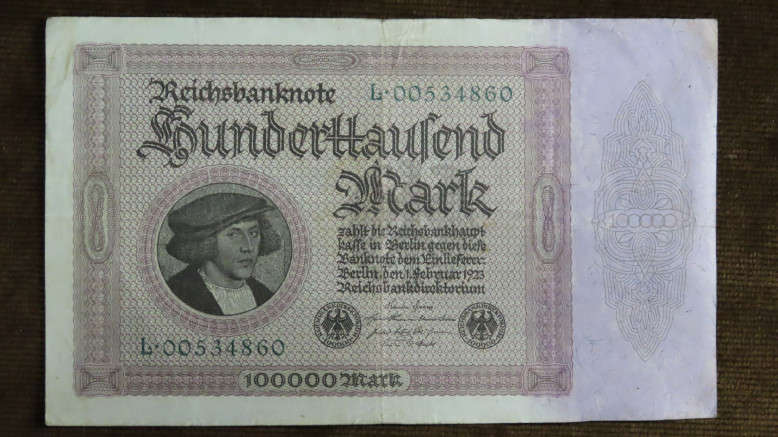 Reichsbanknote
L·00534860
Hunderttausend
Mark
zahlt die Reichsbankhaupt
kasse in Berlin gegen diese
Banknote dem Einlieferer.
Berlin, den 1. Februar 1923
Reichsbankdirektorium
L·00534860
100000 Mark
100000